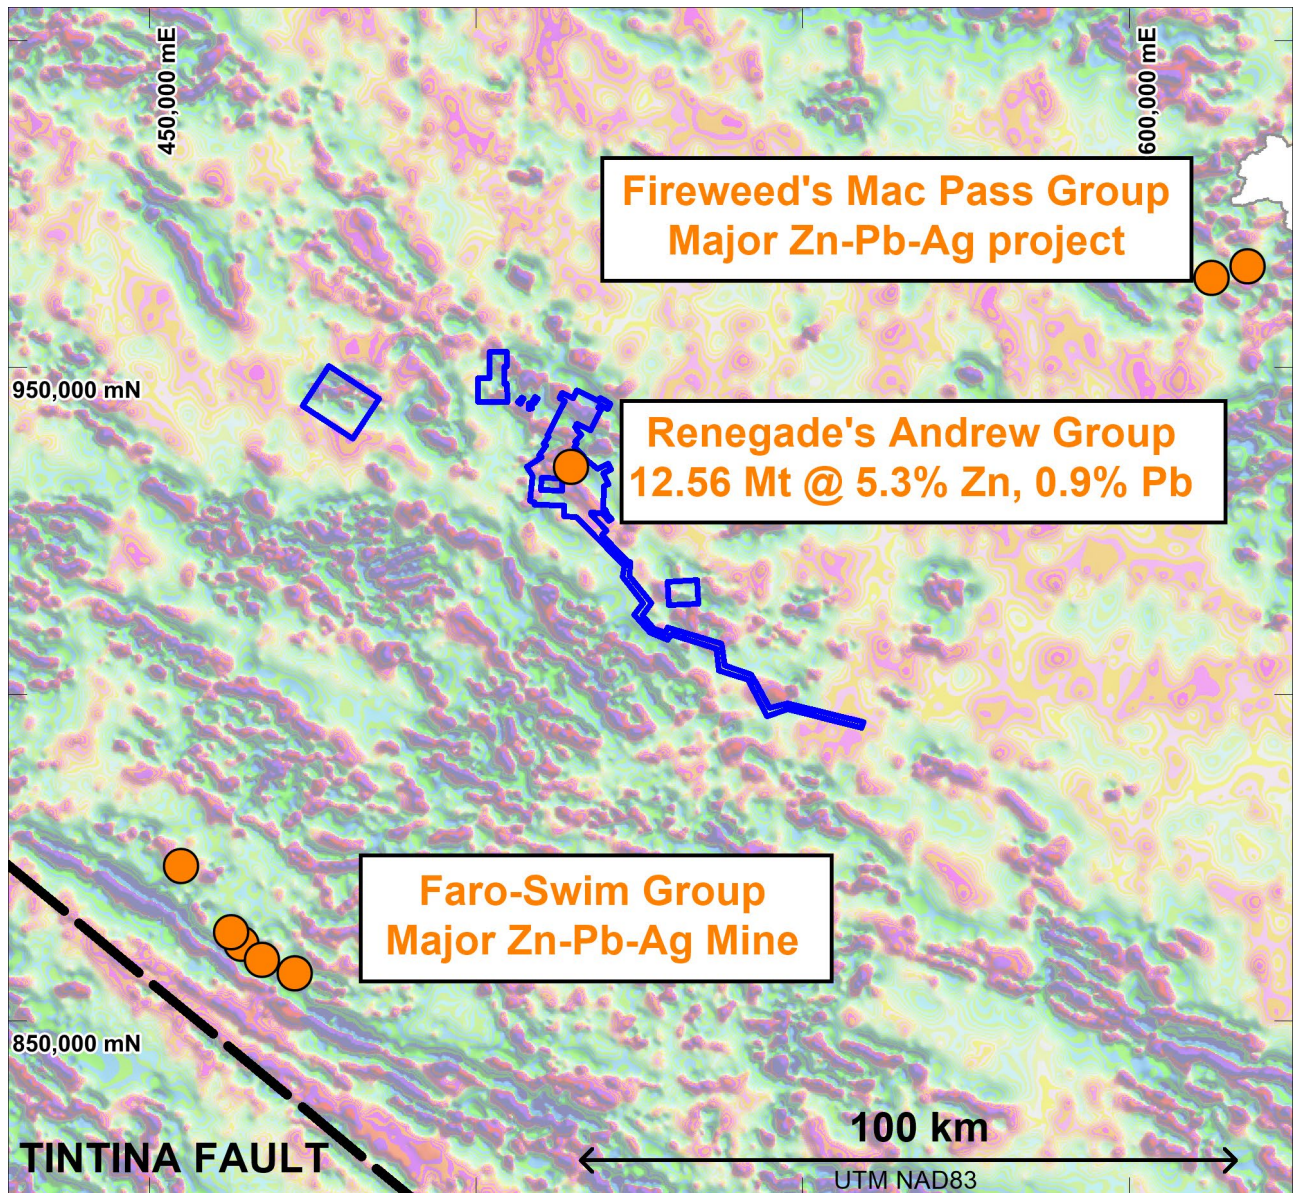 450,000 mE
600,000 mE
Fireweed's Mac Pass Group
Major Zn-Pb-Ag project
950,000 mN
Renegade's Andrew Group
12.56 Mt @ 5.3% Zn, 0.9% Pb
Faro-Swim Group
Major Zn-Pb-Ag Mine
850,000 mN
100 km
TINTINA FAULT
UTM NAD83